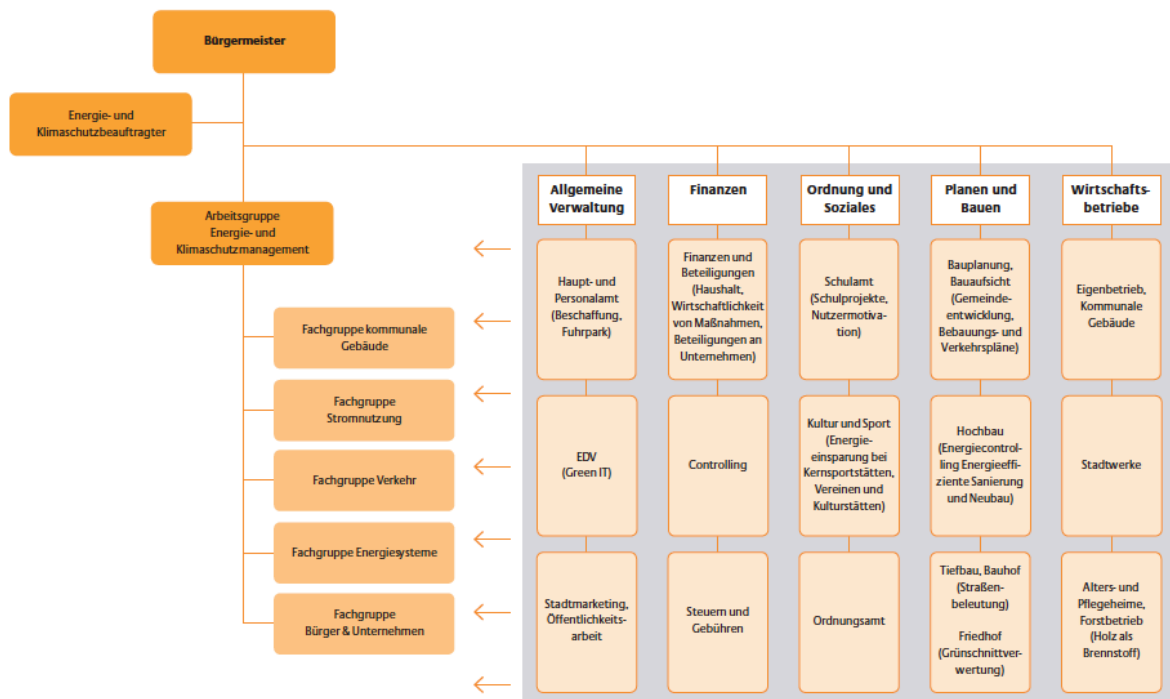 Bürgermeister
Energie- und
Klimaschutzbeauftragter
Arbeitsgruppe
Energie- und
Klimaschutzmanagement
Fachgruppe kommunale
Gebäude
Fachgruppe
Stromnutzung
Fachgruppe Verkehr
Fachgruppe Energiesysteme
Fachgruppe
Bürger & Unternehmen
Allgemeine
Verwaltung
Haupt- und
Personalamt
(Beschaffung,
Fuhrpark)
EDV
(Green IT)
Stadtmarketing,
Öffentlichkeits-
arbeit
Finanzen
Finanzen und
Beteiligungen
(Haushalt,
Wirtschaftlichkeit
von Maßnahmen,
Beteiligungen an
Unternehmen)
Controlling
Steuern und
Gebühren
Ordnung und
Soziales
Schulamt
(Schulprojekte,
Nutzermotiva-
tion)
Kultur und Sport
(Energie-
einsparung bei
Kernsportstätten,
Vereinen und
Kulturstätten)
Ordnungsamt
Planen und
Bauen
Bauplanung,
Bauaufsicht
(Gemeinde-
entwicklung,
Bebauungs- und
Verkehrspläne)
Hochbau
(Energiecontrol-
ling Energieeffi-
ziente Sanierung
und Neubau)
Tiefbau, Bauhof
(Straßen-
beleutung)
Friedhof
(Grünschnittver-
wertung)
Wirtschafts-
betriebe
Eigenbetrieb,
Kommunale
Gebäude
Stadtwerke
Alters- und
Pflegeheime,
Forstbetrieb
(Holz als
Brennstoff)